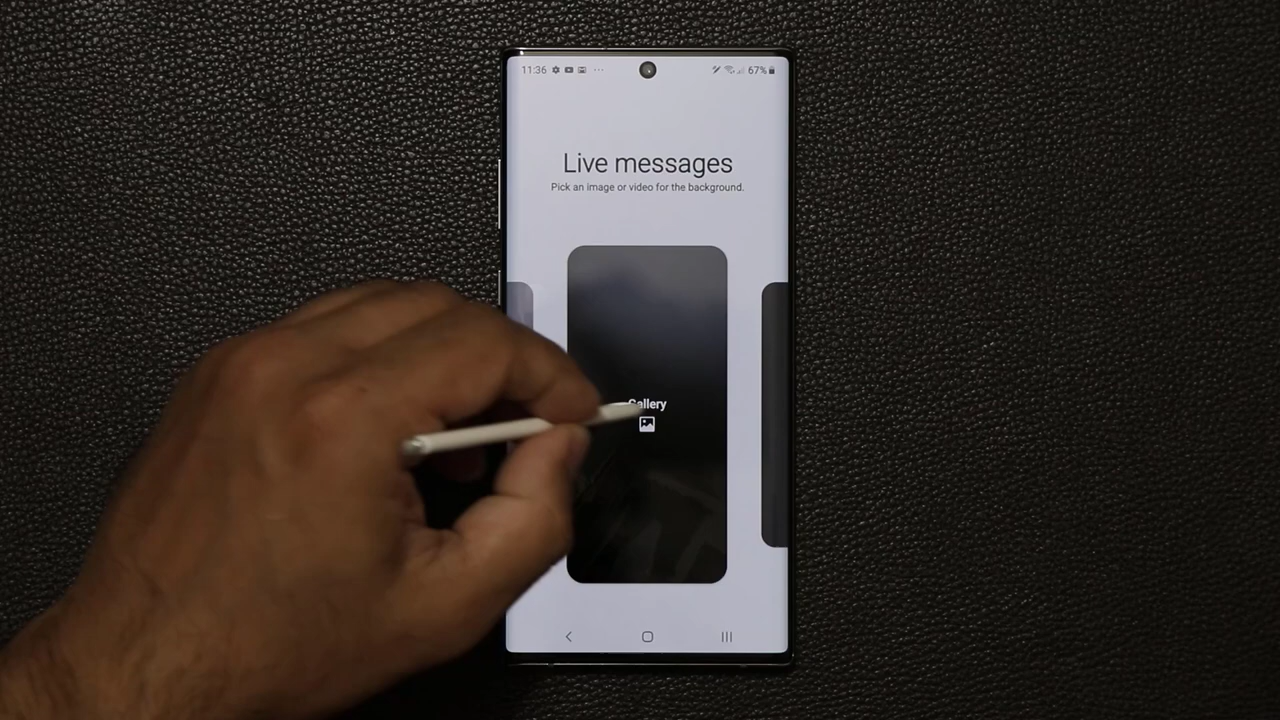 11:36 67%
Live messages
Pick an image or video for the background.
Gallery